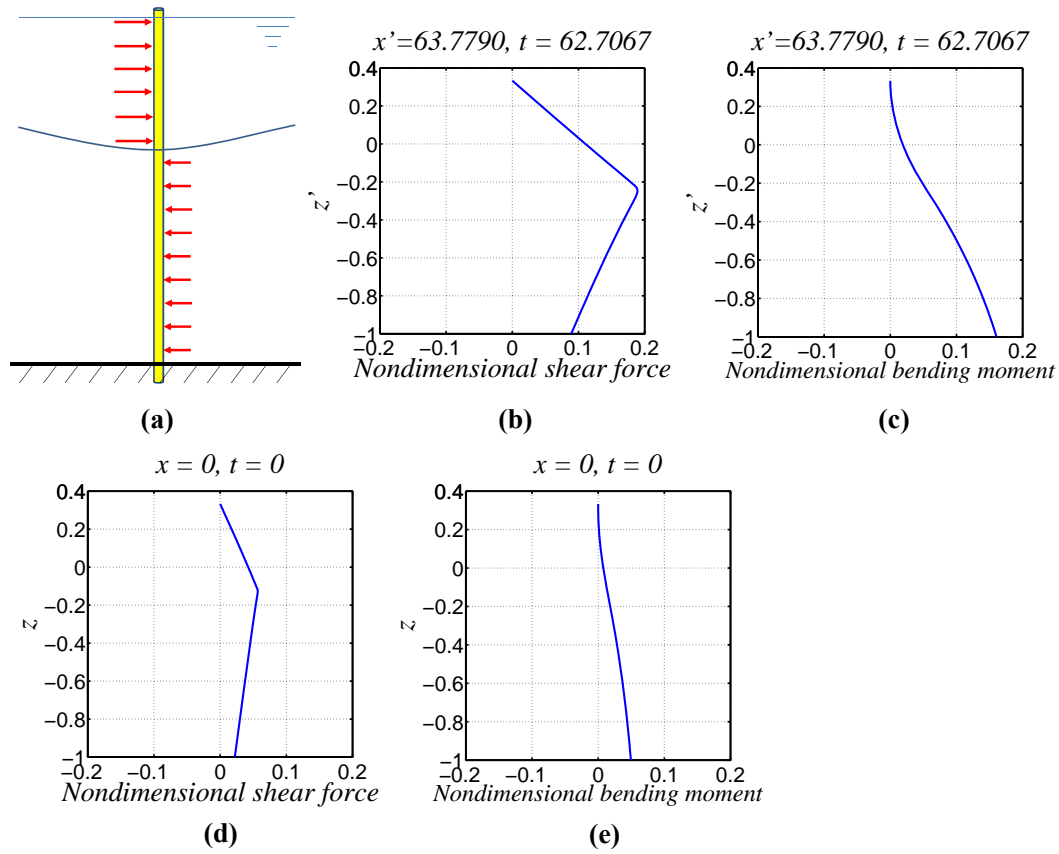 x'=63.7790, t = 62.7067
0.4
0.2
0
−0.2
−0.4
−0.6
−0.8
−1
z'
−0.2 −0.1 0 0.1 0.2
Nondimensional shear force
x'=63.7790, t = 62.7067
0.4
0.2
0
−0.2
−0.4
−0.6
−0.8
−1
z'
−0.2 −0.1 0 0.1 0.2
Nondimensional bending moment
(a)
(b)
(c)
x = 0, t = 0
0.4
0.2
0
−0.2
−0.4
−0.6
−0.8
−1
z
−0.2 −0.1 0 0.1 0.2
Nondimensional shear force
x = 0, t = 0
0.4
0.2
0
−0.2
−0.4
−0.6
−0.8
−1
z
−0.2 −0.1 0 0.1 0.2
Nondimensional bending moment
(d)
(e)